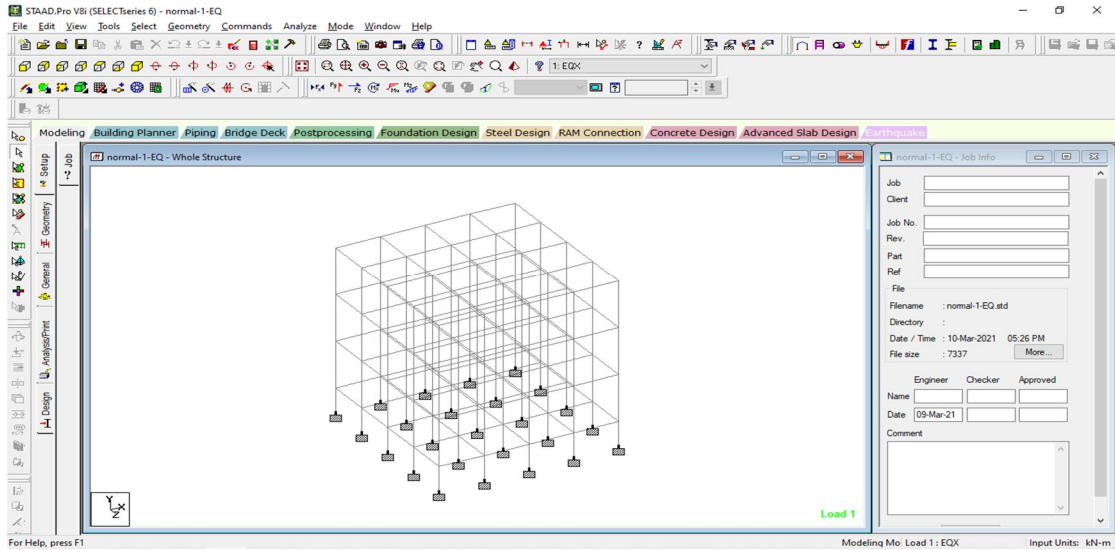 STAAD.Pro V8i (SELECTseries 6) - normal-1-EQ
File Edit View Tools Select Geometry Commands Analyze Mode Window Help
1: EQX
Modeling Building Planner Piping Bridge Deck Postprocessing Foundation Design Steel Design RAM Connection Concrete Design Advanced Slab Design Earthquake
Setup
Geometry
General
Analysis/Print
Design
Job
normal-1-EQ - Whole Structure
Y
X
Z
Load 1
normal-1-EQ - Job Info
Job
Client
Job No.
Rev.
Part
Ref
File
Filename : normal-1-EQ.std
Directory :
Date / Time : 10-Mar-2021 05:26 PM
File size : 7337 More...
Engineer Checker Approved
Name
Date 09-Mar-21
Comment
For Help, press F1
Modeling Mo Load 1 : EQX Input Units: kN-m